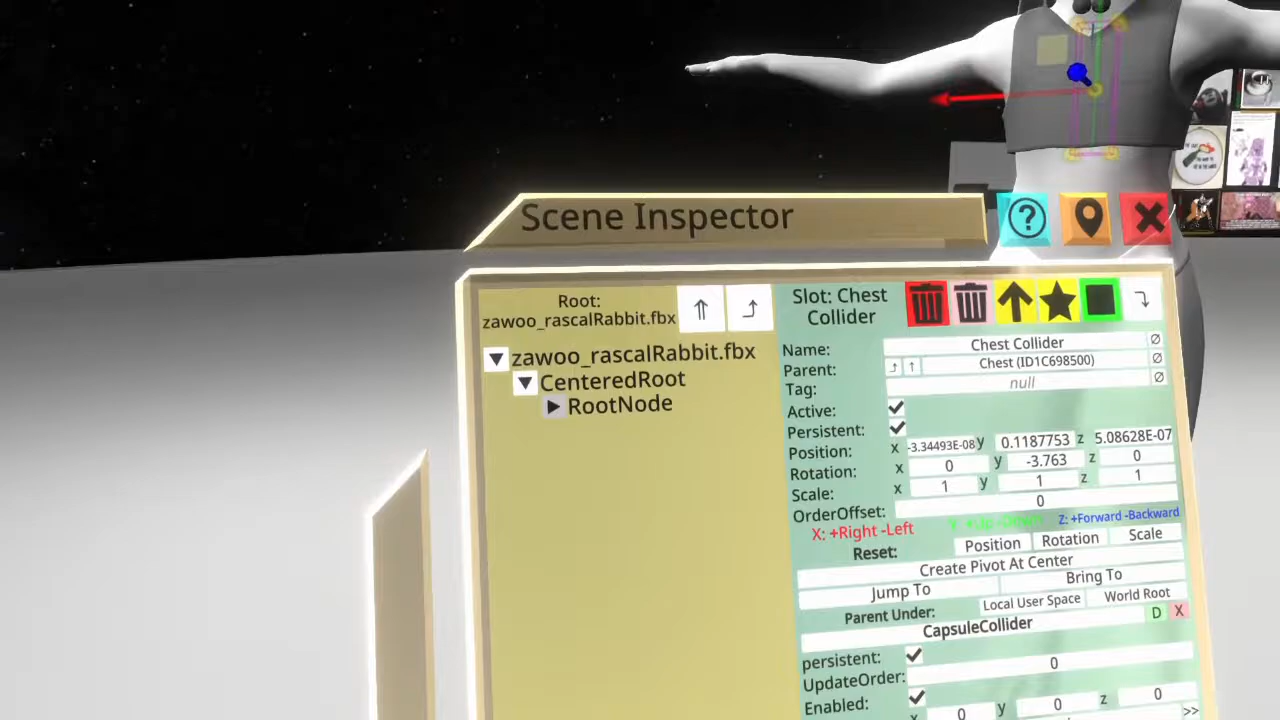 Scene Inspector
?
Root:
zawoo_rascalRabbit.fbx
zawoo_rascalRabbit.fbx
CenteredRoot
RootNode
Slot: Chest
Collider
Name: Chest Collider Ø
Parent: Chest (ID1C698500) Ø
Tag: null Ø
Active:
Persistent:
Position: x -3.34493E-08 y 0.1187753 z 5.08628E-07
Rotation: x 0 y -3.763 z 0
Scale: x 1 y 1 z 1
OrderOffset: 0
X: +Right -Left Y: +Up -Down Z: +Forward -Backward
Reset: Position Rotation Scale
Create Pivot At Center
Jump To Bring To
Parent Under: Local User Space World Root
CapsuleCollider D X
persistent:
UpdateOrder: 0
Enabled:
x 0 y 0 z 0 >>